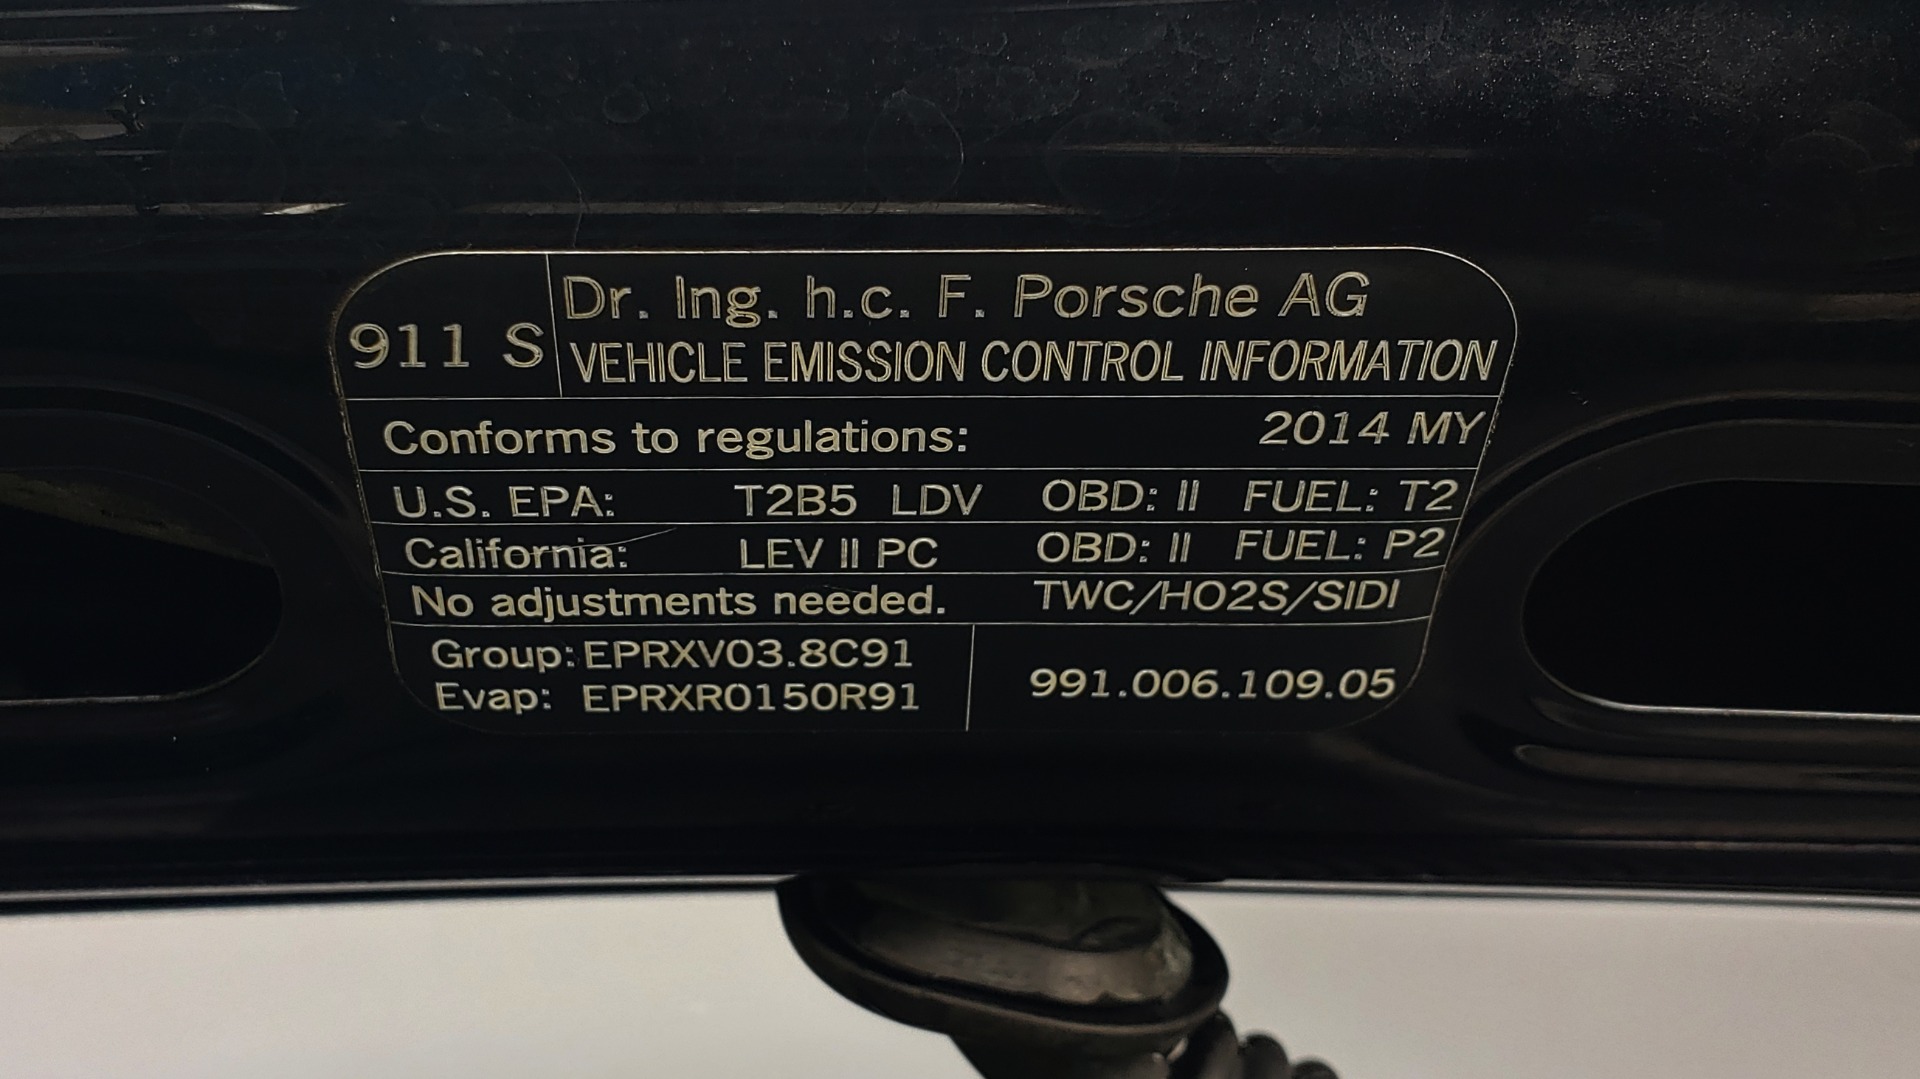 911 S
Dr. Ing. h.c. F. Porsche AG
VEHICLE EMISSION CONTROL INFORMATION
Conforms to regulations: 2014 MY
U.S. EPA: T2B5 LDV OBD: II FUEL: T2
California: LEV II PC OBD: II FUEL: P2
No adjustments needed. TWC/HO2S/SIDI
Group: EPRXV03.8C91
Evap: EPRXR0150R91
991.006.109.05